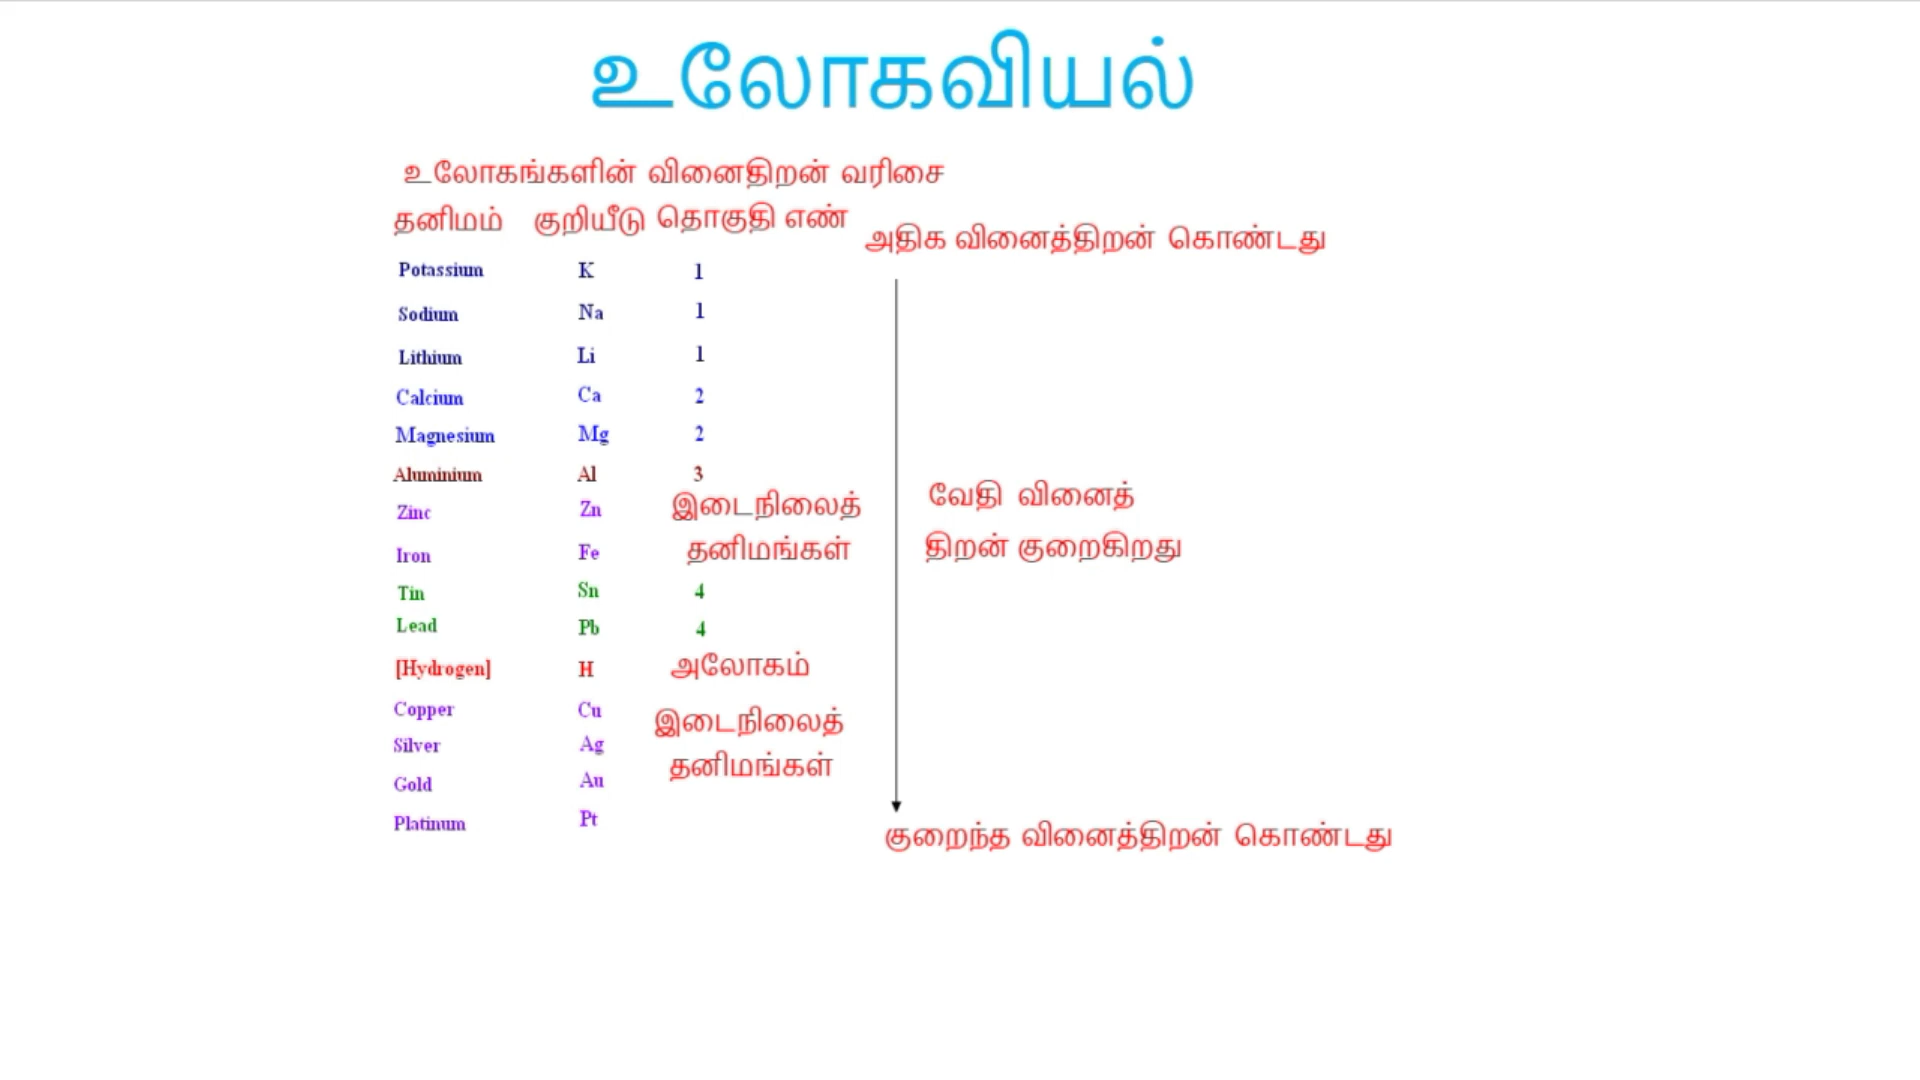 உலோகவியல்
உலோகங்களின் வினைதிறன் வரிசை
தனிமம் குறியீடு தொகுதி எண்
அதிக வினைத்திறன் கொண்டது
Potassium K 1
Sodium Na 1
Lithium Li 1
Calcium Ca 2
Magnesium Mg 2
Aluminium Al 3
Zinc Zn இடைநிலைத்
Iron Fe தனிமங்கள்
வேதி வினைத்
திறன் குறைகிறது
Tin Sn 4
Lead Pb 4
[Hydrogen] H அலோகம்
Copper Cu இடைநிலைத்
Silver Ag தனிமங்கள்
Gold Au
Platinum Pt
குறைந்த வினைத்திறன் கொண்டது